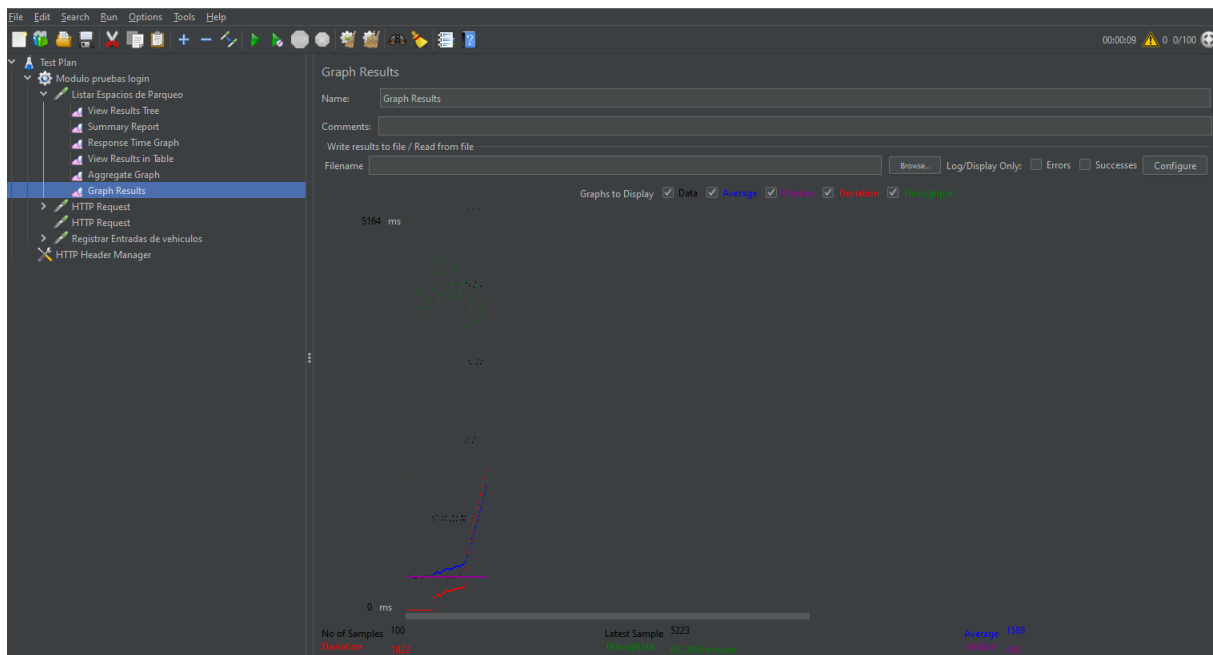 File Edit Search Run Options Tools Help
00:00:09 0 0/100
Test Plan
Modulo pruebas login
Listar Espacios de Parqueo
View Results Tree
Summary Report
Response Time Graph
View Results in Table
Aggregate Graph
Graph Results
HTTP Request
HTTP Request
Registrar Entradas de vehiculos
HTTP Header Manager
Graph Results
Name: Graph Results
Comments:
Write results to file / Read from file
Filename Browse... Log/Display Only: Errors Successes Configure
Graphs to Display Data Average Median Deviation Throughput
5164 ms
0 ms
No of Samples 100 Latest Sample 5223 Average 1588
Deviation 1822 Throughput